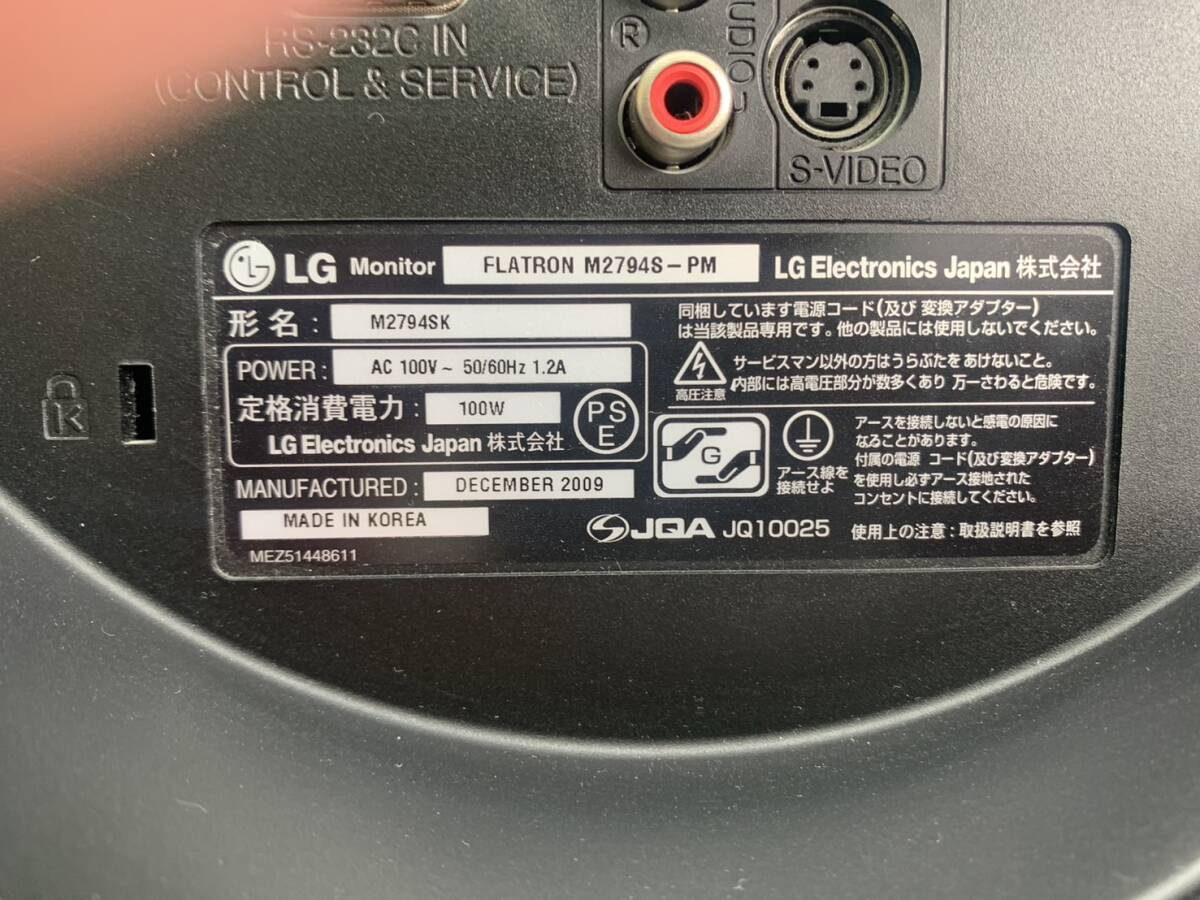 RS-232C IN
(CONTROL & SERVICE)
R
AUDIO
S-VIDEO
LG Monitor FLATRON M2794S-PM LG Electronics Japan 株式会社
形名: M2794SK
POWER: AC 100V~ 50/60Hz 1.2A
定格消費電力: 100W
LG Electronics Japan 株式会社
PS
E
MANUFACTURED: DECEMBER 2009
MADE IN KOREA
MEZ51448611
同梱しています電源コード(及び 変換アダプター)
は当該製品専用です。他の製品には使用しないでください。
高圧注意
サービスマン以外の方はうらぶたを あけないこと。
内部には高電圧部分が数多くあり 万一さわると危険です。
G
アース線を
接続せよ
アースを接続しないと感電の原因に
なることがあります。
付属の電源 コード(及び変換アダプター)
を使用し必ずアース接地された
コンセントに接続してください。
JQA JQ10025
使用上の注意:取扱説明書を参照
K